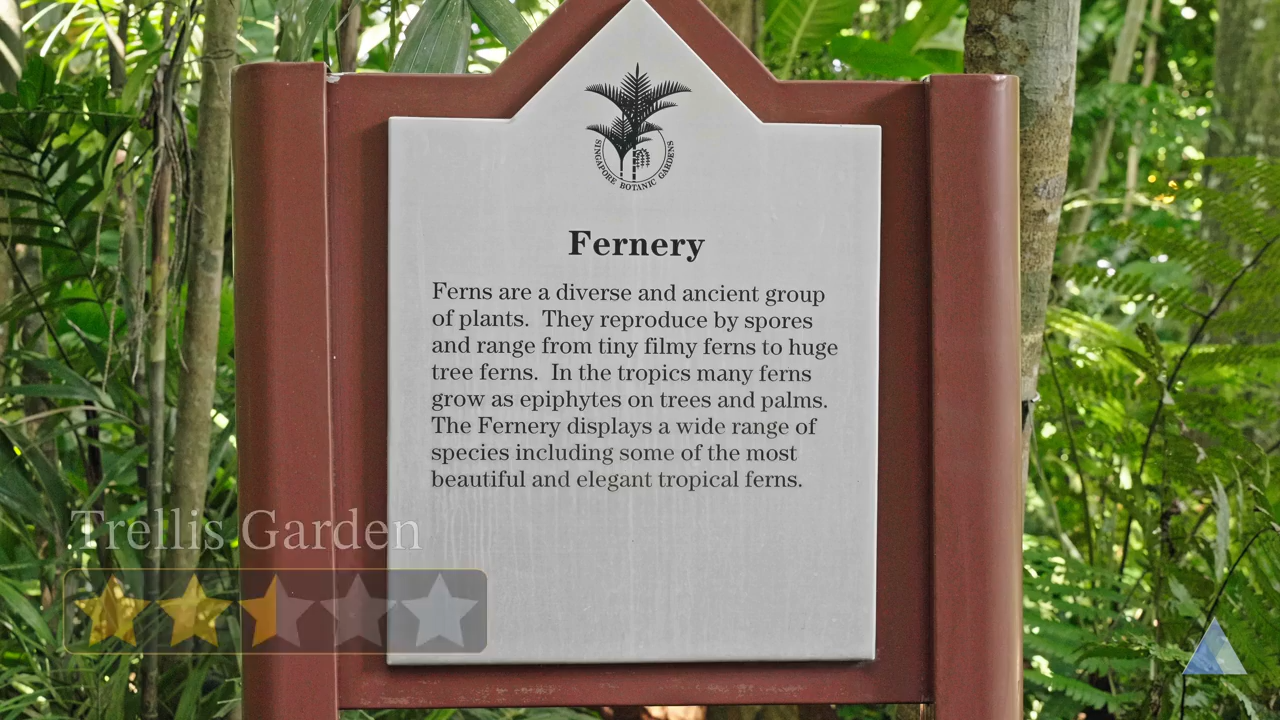 SINGAPORE BOTANIC GARDENS
Fernery
Ferns are a diverse and ancient group
of plants. They reproduce by spores
and range from tiny filmy ferns to huge
tree ferns. In the tropics many ferns
grow as epiphytes on trees and palms.
The Fernery displays a wide range of
species including some of the most
beautiful and elegant tropical ferns.
Trellis Garden